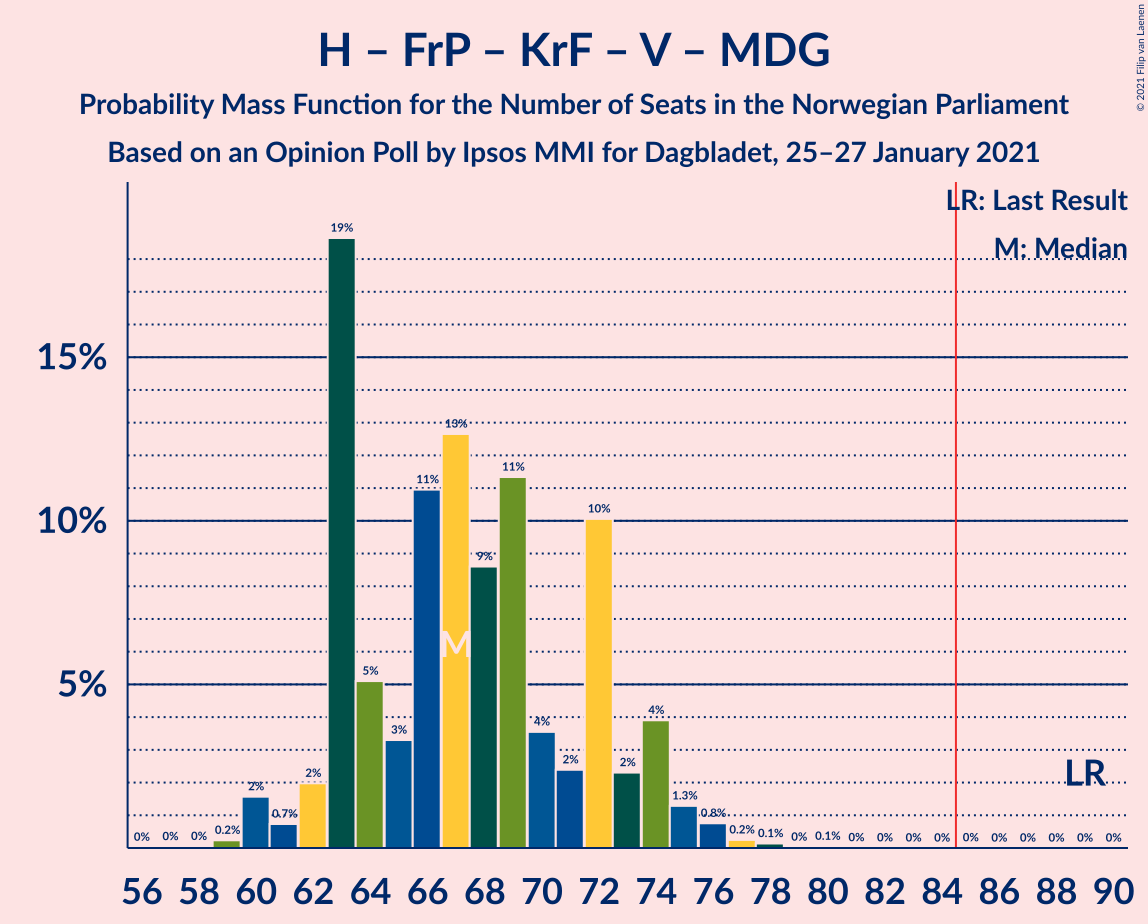 H – FrP – KrF – V – MDG
Probability Mass Function for the Number of Seats in the Norwegian Parliament
Based on an Opinion Poll by Ipsos MMI for Dagbladet, 25–27 January 2021
© 2021 Filip van Laenen
LR: Last Result
M: Median
15%
10%
5%
0% 0% 0% 0.2% 2% 0.7% 2% 19% 5% 3% 11% 13% 9% 11% 4% 2% 10% 2% 4% 1.3% 0.8% 0.2% 0.1% 0% 0.1% 0% 0% 0% 0% 0% 0% 0% 0% 0% 0%
M
LR
56 58 60 62 64 66 68 70 72 74 76 78 80 82 84 86 88 90